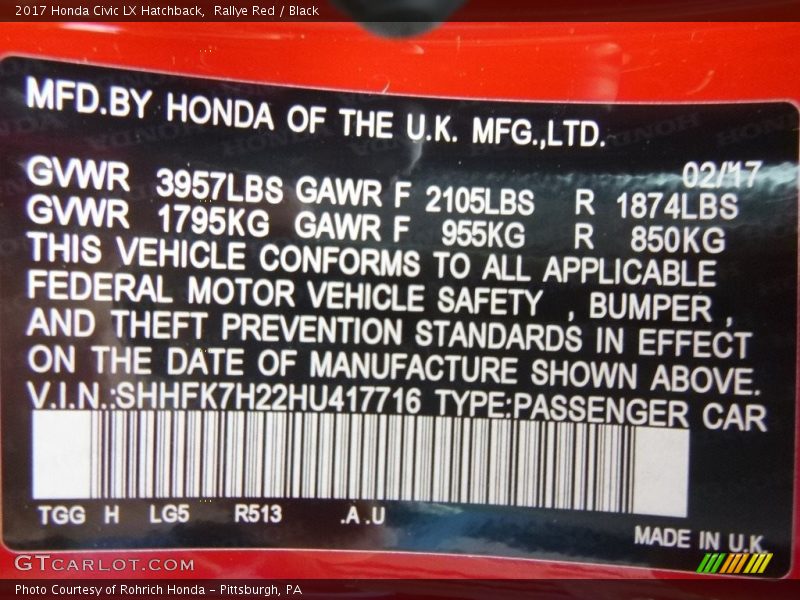 2017 Honda Civic LX Hatchback,  Rallye Red / Black
MFD.BY HONDA OF THE U.K. MFG.,LTD.
02/17
GVWR 3957LBS GAWR F 2105LBS R 1874LBS
GVWR 1795KG GAWR F 955KG R 850KG
THIS VEHICLE CONFORMS TO ALL APPLICABLE
FEDERAL MOTOR VEHICLE SAFETY , BUMPER ,
AND THEFT PREVENTION STANDARDS IN EFFECT
ON THE DATE OF MANUFACTURE SHOWN ABOVE.
V.I.N.:SHHFK7H22HU417716 TYPE:PASSENGER CAR
TGG H LG5 R513 .A .U
MADE IN U.K.
GTCARLOT.COM
Photo Courtesy of Rohrich Honda - Pittsburgh, PA